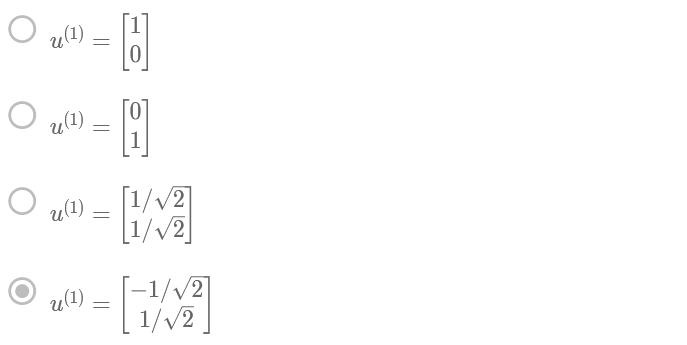 u^(1) = [1
0]
u^(1) = [0
1]
u^(1) = [1/√2
1/√2]
u^(1) = [−1/√2
1/√2]